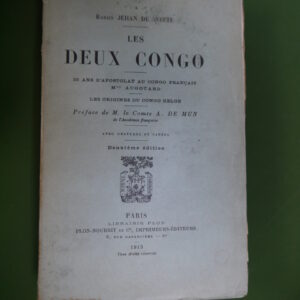 BARON JEHAN DE WITTE
LES
DEUX CONGO
35 ANS D'APOSTOLAT AU CONGO FRANÇAIS
Mgr AUGOUARD
LES ORIGINES DU CONGO BELGE
Préface de M. le Comte A. DE MUN
de l'Académie française
AVEC GRAVURES ET CARTES
Deuxième édition
PARIS
LIBRAIRIE PLON
PLON-NOURRIT ET Cie, IMPRIMEURS-ÉDITEURS
8, RUE GARANCIÈRE — 6e
1913
Tous droits réservés